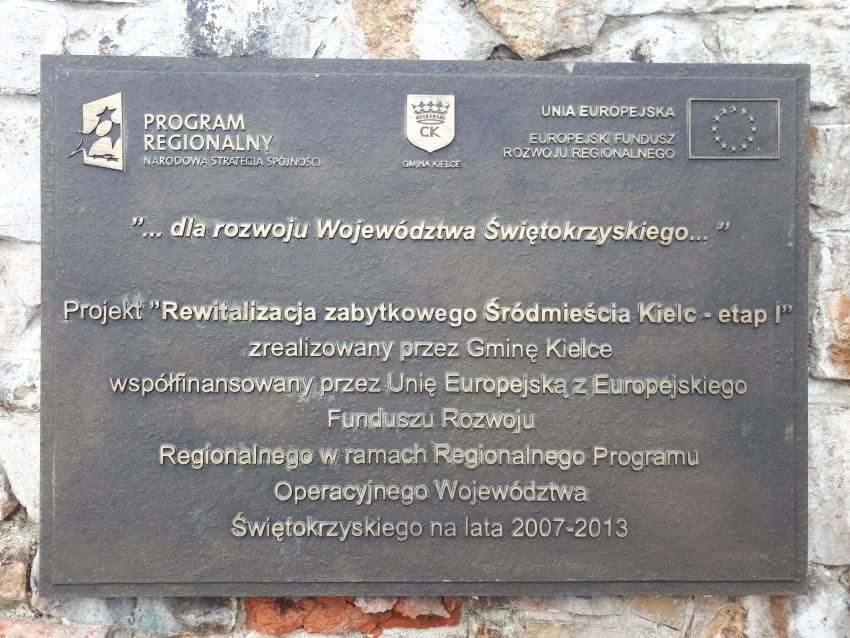 PROGRAM
REGIONALNY
NARODOWA STRATEGIA SPÓJNOŚCI
CK
GMINA KIELCE
UNIA EUROPEJSKA
EUROPEJSKI FUNDUSZ
ROZWOJU REGIONALNEGO
"... dla rozwoju Województwa Świętokrzyskiego... "
Projekt "Rewitalizacja zabytkowego Śródmieścia Kielc - etap I"
zrealizowany przez Gminę Kielce
współfinansowany przez Unię Europejską z Europejskiego
Funduszu Rozwoju
Regionalnego w ramach Regionalnego Programu
Operacyjnego Województwa
Świętokrzyskiego na lata 2007-2013